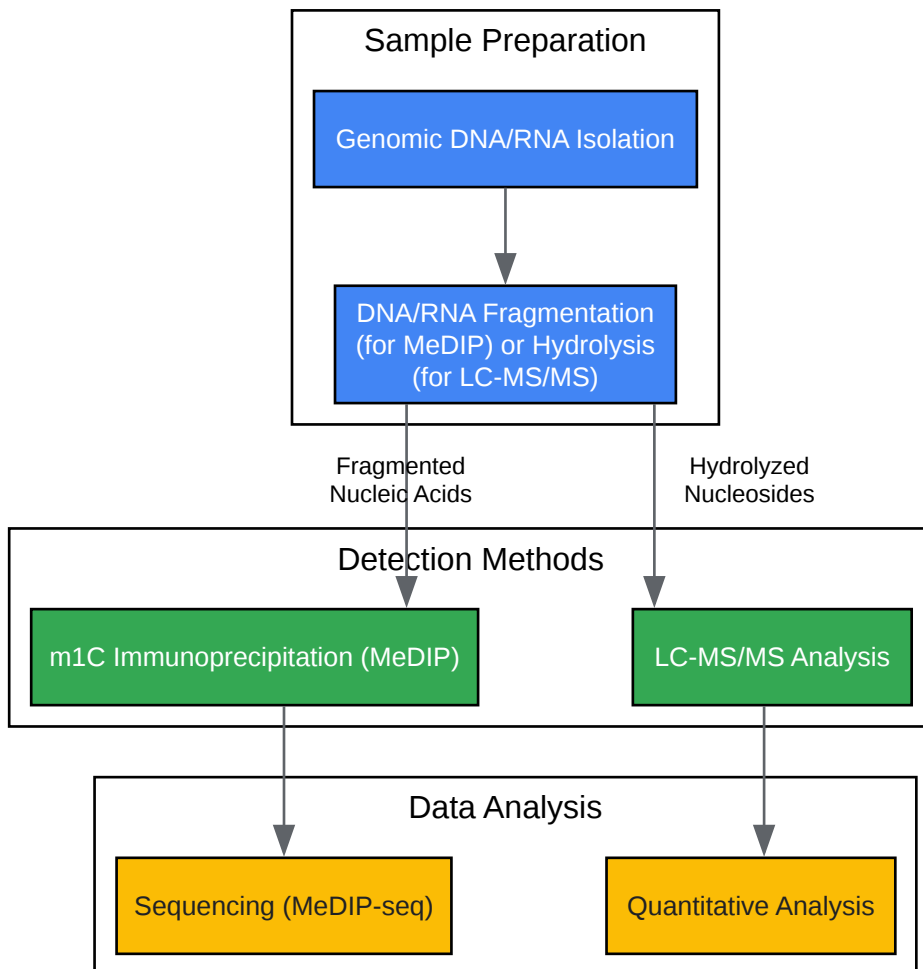 Sample Preparation
Genomic DNA/RNA Isolation
DNA/RNA Fragmentation
(for MeDIP) or Hydrolysis
(for LC-MS/MS)
Fragmented
Nucleic Acids
Hydrolyzed
Nucleosides
Detection Methods
m1C Immunoprecipitation (MeDIP)
LC-MS/MS Analysis
Data Analysis
Sequencing (MeDIP-seq)
Quantitative Analysis